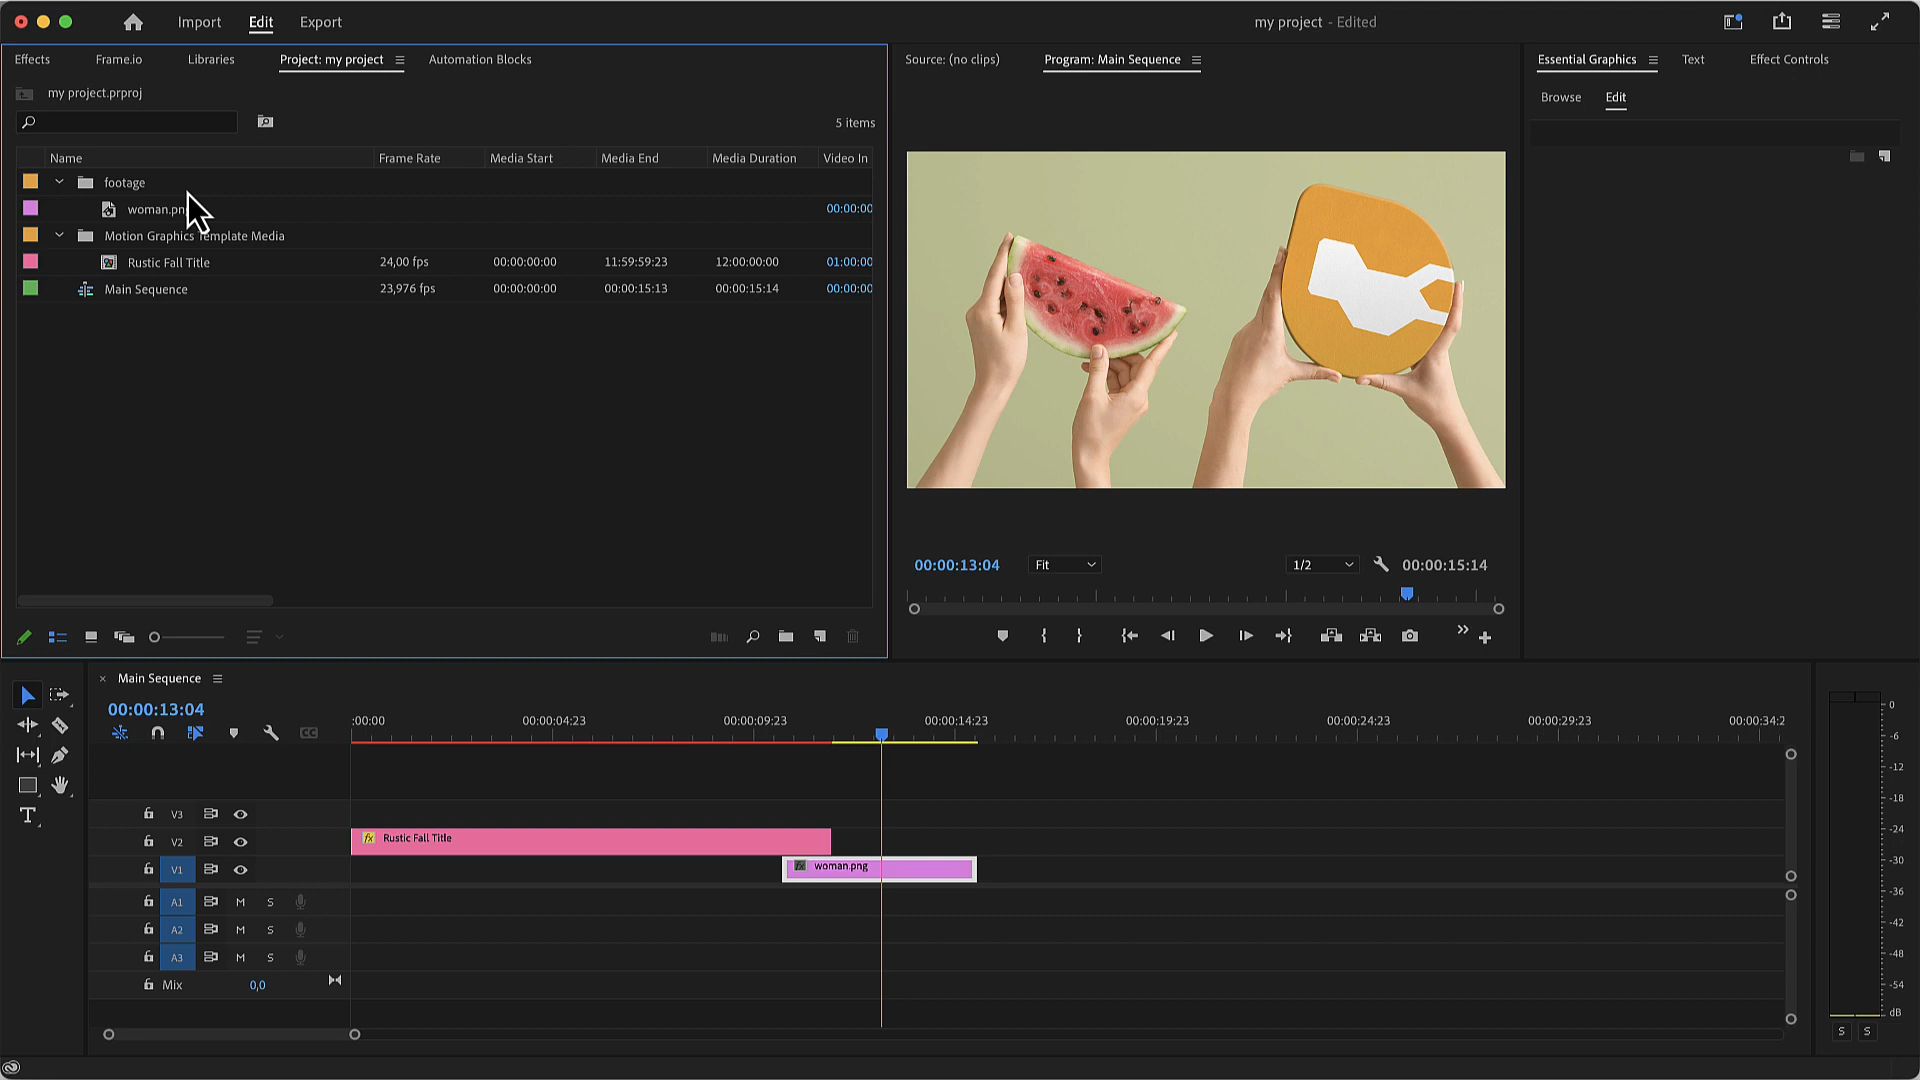 Import Edit Export
my project - Edited
Effects Frame.io Libraries Project: my project Automation Blocks
Source: (no clips) Program: Main Sequence
Essential Graphics Text Effect Controls
my project.prproj
Browse Edit
5 items
Name Frame Rate Media Start Media End Media Duration Video In
footage
woman.png 00:00:00
Motion Graphics Template Media
Rustic Fall Title 24,00 fps 00:00:00:00 11:59:59:23 12:00:00:00 01:00:00
Main Sequence 23,976 fps 00:00:00:00 00:00:15:13 00:00:15:14 00:00:00
00:00:13:04 Fit 1/2 00:00:15:14
× Main Sequence
00:00:13:04
:00:00 00:00:04:23 00:00:09:23 00:00:14:23 00:00:19:23 00:00:24:23 00:00:29:23 00:00:34:2
CC
V3
V2 fx Rustic Fall Title
V1 fx woman.png
A1 M S
A2 M S
A3 M S
Mix 0,0
T
0
-6
-12
-18
-24
-30
-36
-42
-48
-54
dB
S S